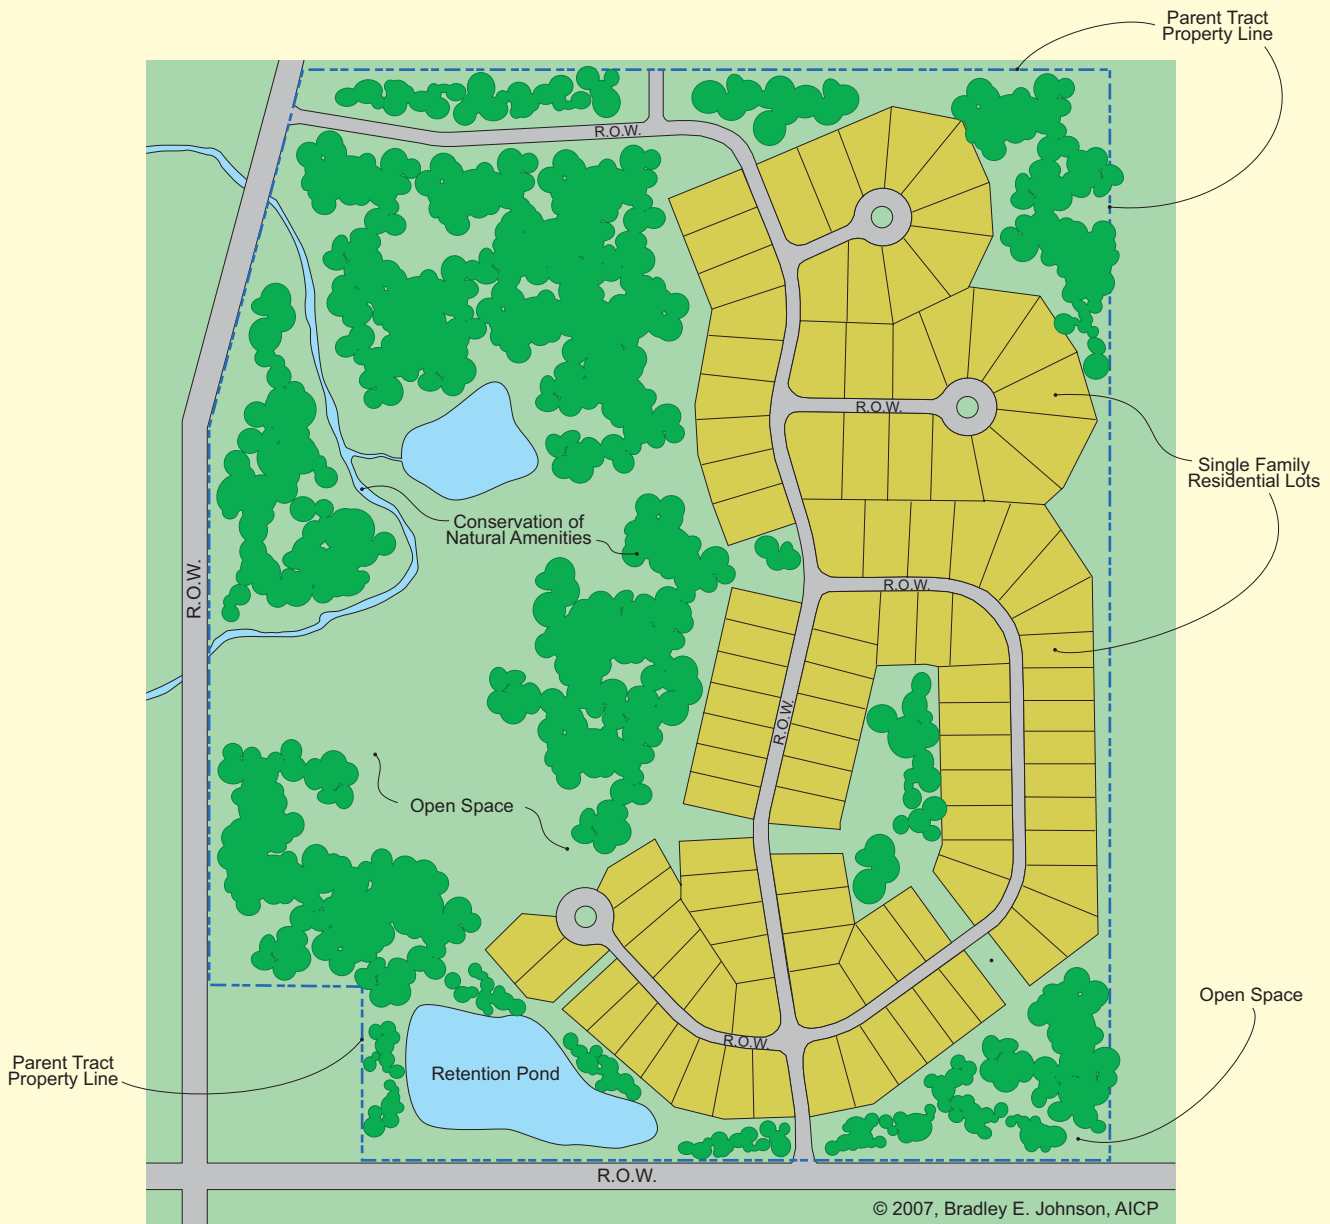 Parent Tract
Property Line
R.O.W.
R.O.W.
Single Family
Residential Lots
Conservation of
Natural Amenities
R.O.W.
R.O.W.
R.O.W.
Open Space
Open Space
R.O.W.
Parent Tract
Property Line
Retention Pond
R.O.W.
© 2007, Bradley E. Johnson, AICP